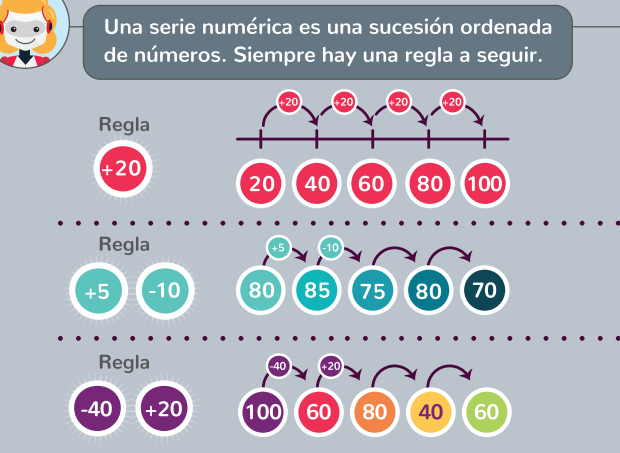 Una serie numérica es una sucesión ordenada
de números. Siempre hay una regla a seguir.
Regla
+20
+20 +20 +20 +20
20 40 60 80 100
Regla
+5 -10
+5 -10
80 85 75 80 70
Regla
-40 +20
-40 +20
100 60 80 40 60